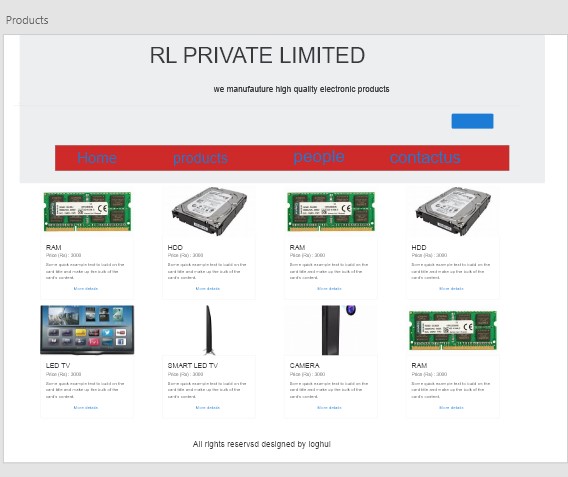 Products
RL PRIVATE LIMITED
we manufauture high quality electronic products
Home products people contactus
RAM
Price (Rs) : 3000
Some quick example text to build on the
card title and make up the bulk of the
card's content.
More details
HDD
Price (Rs) : 3000
Some quick example text to build on the
card title and make up the bulk of the
card's content.
More details
RAM
Price (Rs) : 3000
Some quick example text to build on the
card title and make up the bulk of the
card's content.
More details
HDD
Price (Rs) : 3000
Some quick example text to build on the
card title and make up the bulk of the
card's content.
More details
LED TV
Price (Rs) : 3000
Some quick example text to build on the
card title and make up the bulk of the
card's content.
More details
SMART LED TV
Price (Rs) : 3000
Some quick example text to build on the
card title and make up the bulk of the
card's content.
More details
CAMERA
Price (Rs) : 3000
Some quick example text to build on the
card title and make up the bulk of the
card's content.
More details
RAM
Price (Rs) : 3000
Some quick example text to build on the
card title and make up the bulk of the
card's content.
More details
All rights reservsd designed by loghui